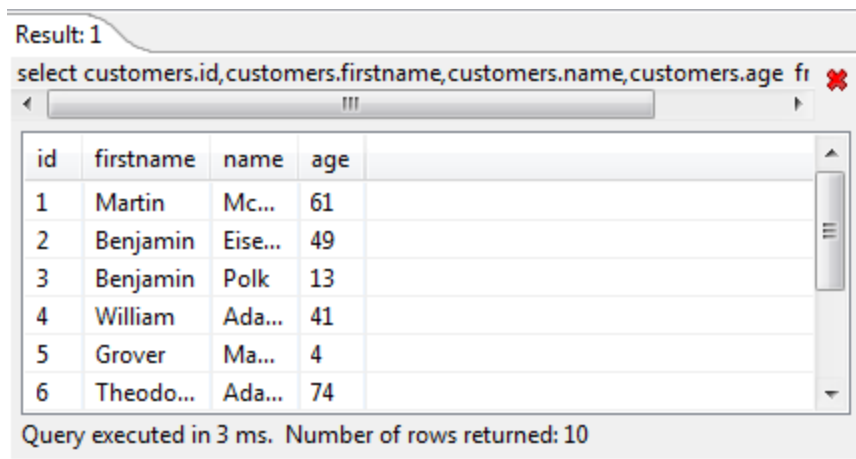 Result: 1
select customers.id,customers.firstname,customers.name,customers.age fr
id firstname name age
1 Martin Mc... 61
2 Benjamin Eise... 49
3 Benjamin Polk 13
4 William Ada... 41
5 Grover Ma... 4
6 Theodo... Ada... 74
Query executed in 3 ms. Number of rows returned: 10